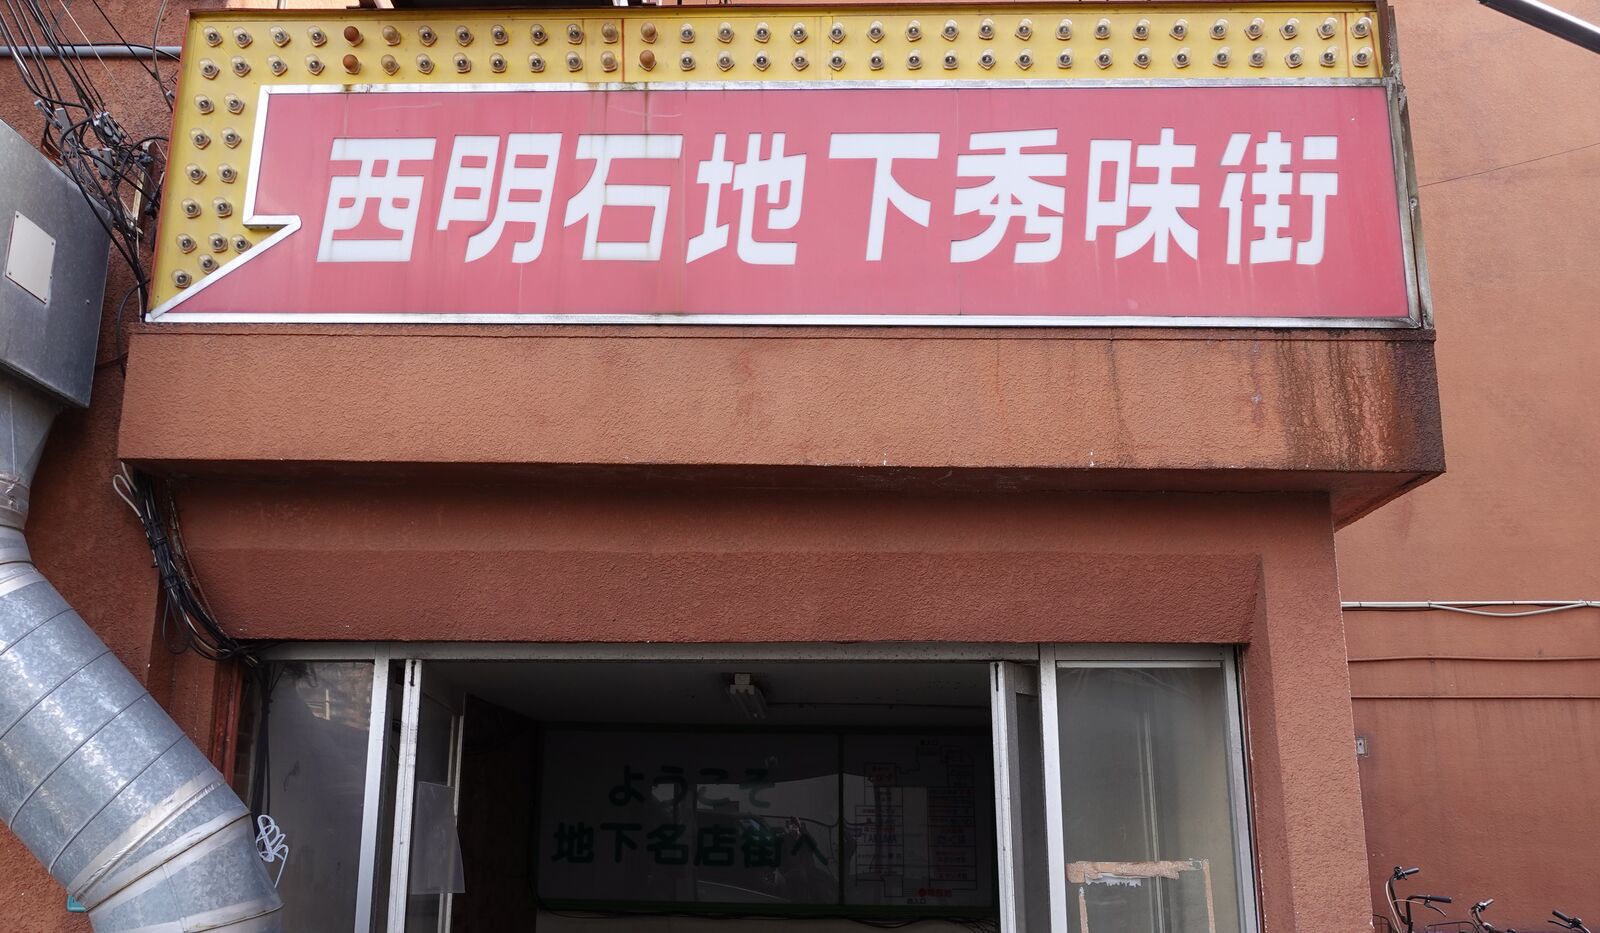 西明石地下秀味街
ようこそ
地下名店街へ